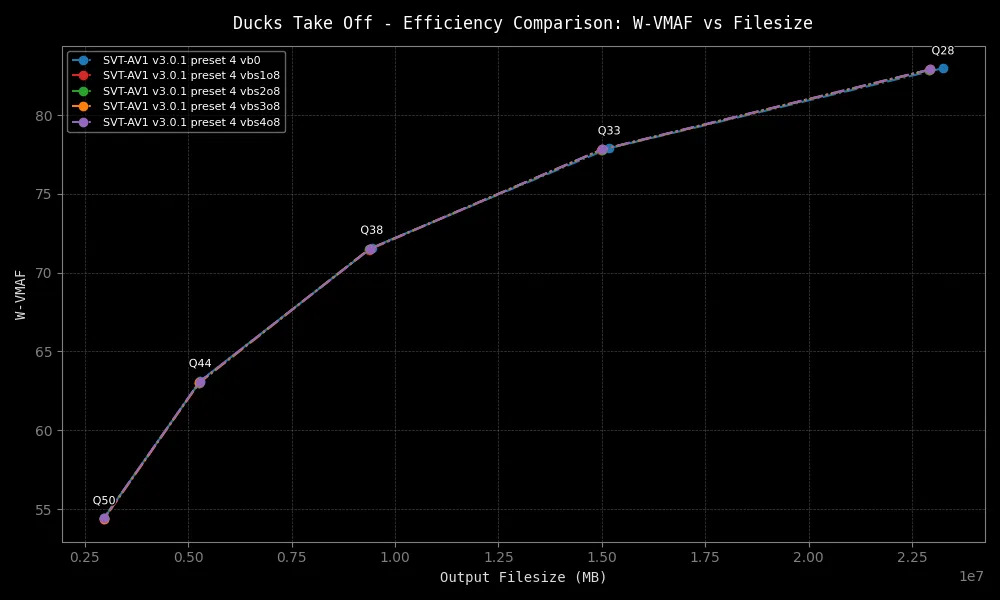 Ducks Take Off - Efficiency Comparison: W-VMAF vs Filesize
Q28
SVT-AV1 v3.0.1 preset 4 vb0
SVT-AV1 v3.0.1 preset 4 vbs1o8
SVT-AV1 v3.0.1 preset 4 vbs2o8
SVT-AV1 v3.0.1 preset 4 vbs3o8
SVT-AV1 v3.0.1 preset 4 vbs4o8
Q33
Q38
Q44
Q50
80
75
70
65
60
55
W-VMAF
0.25 0.50 0.75 1.00 1.25 1.50 1.75 2.00 2.25
1e7
Output Filesize (MB)